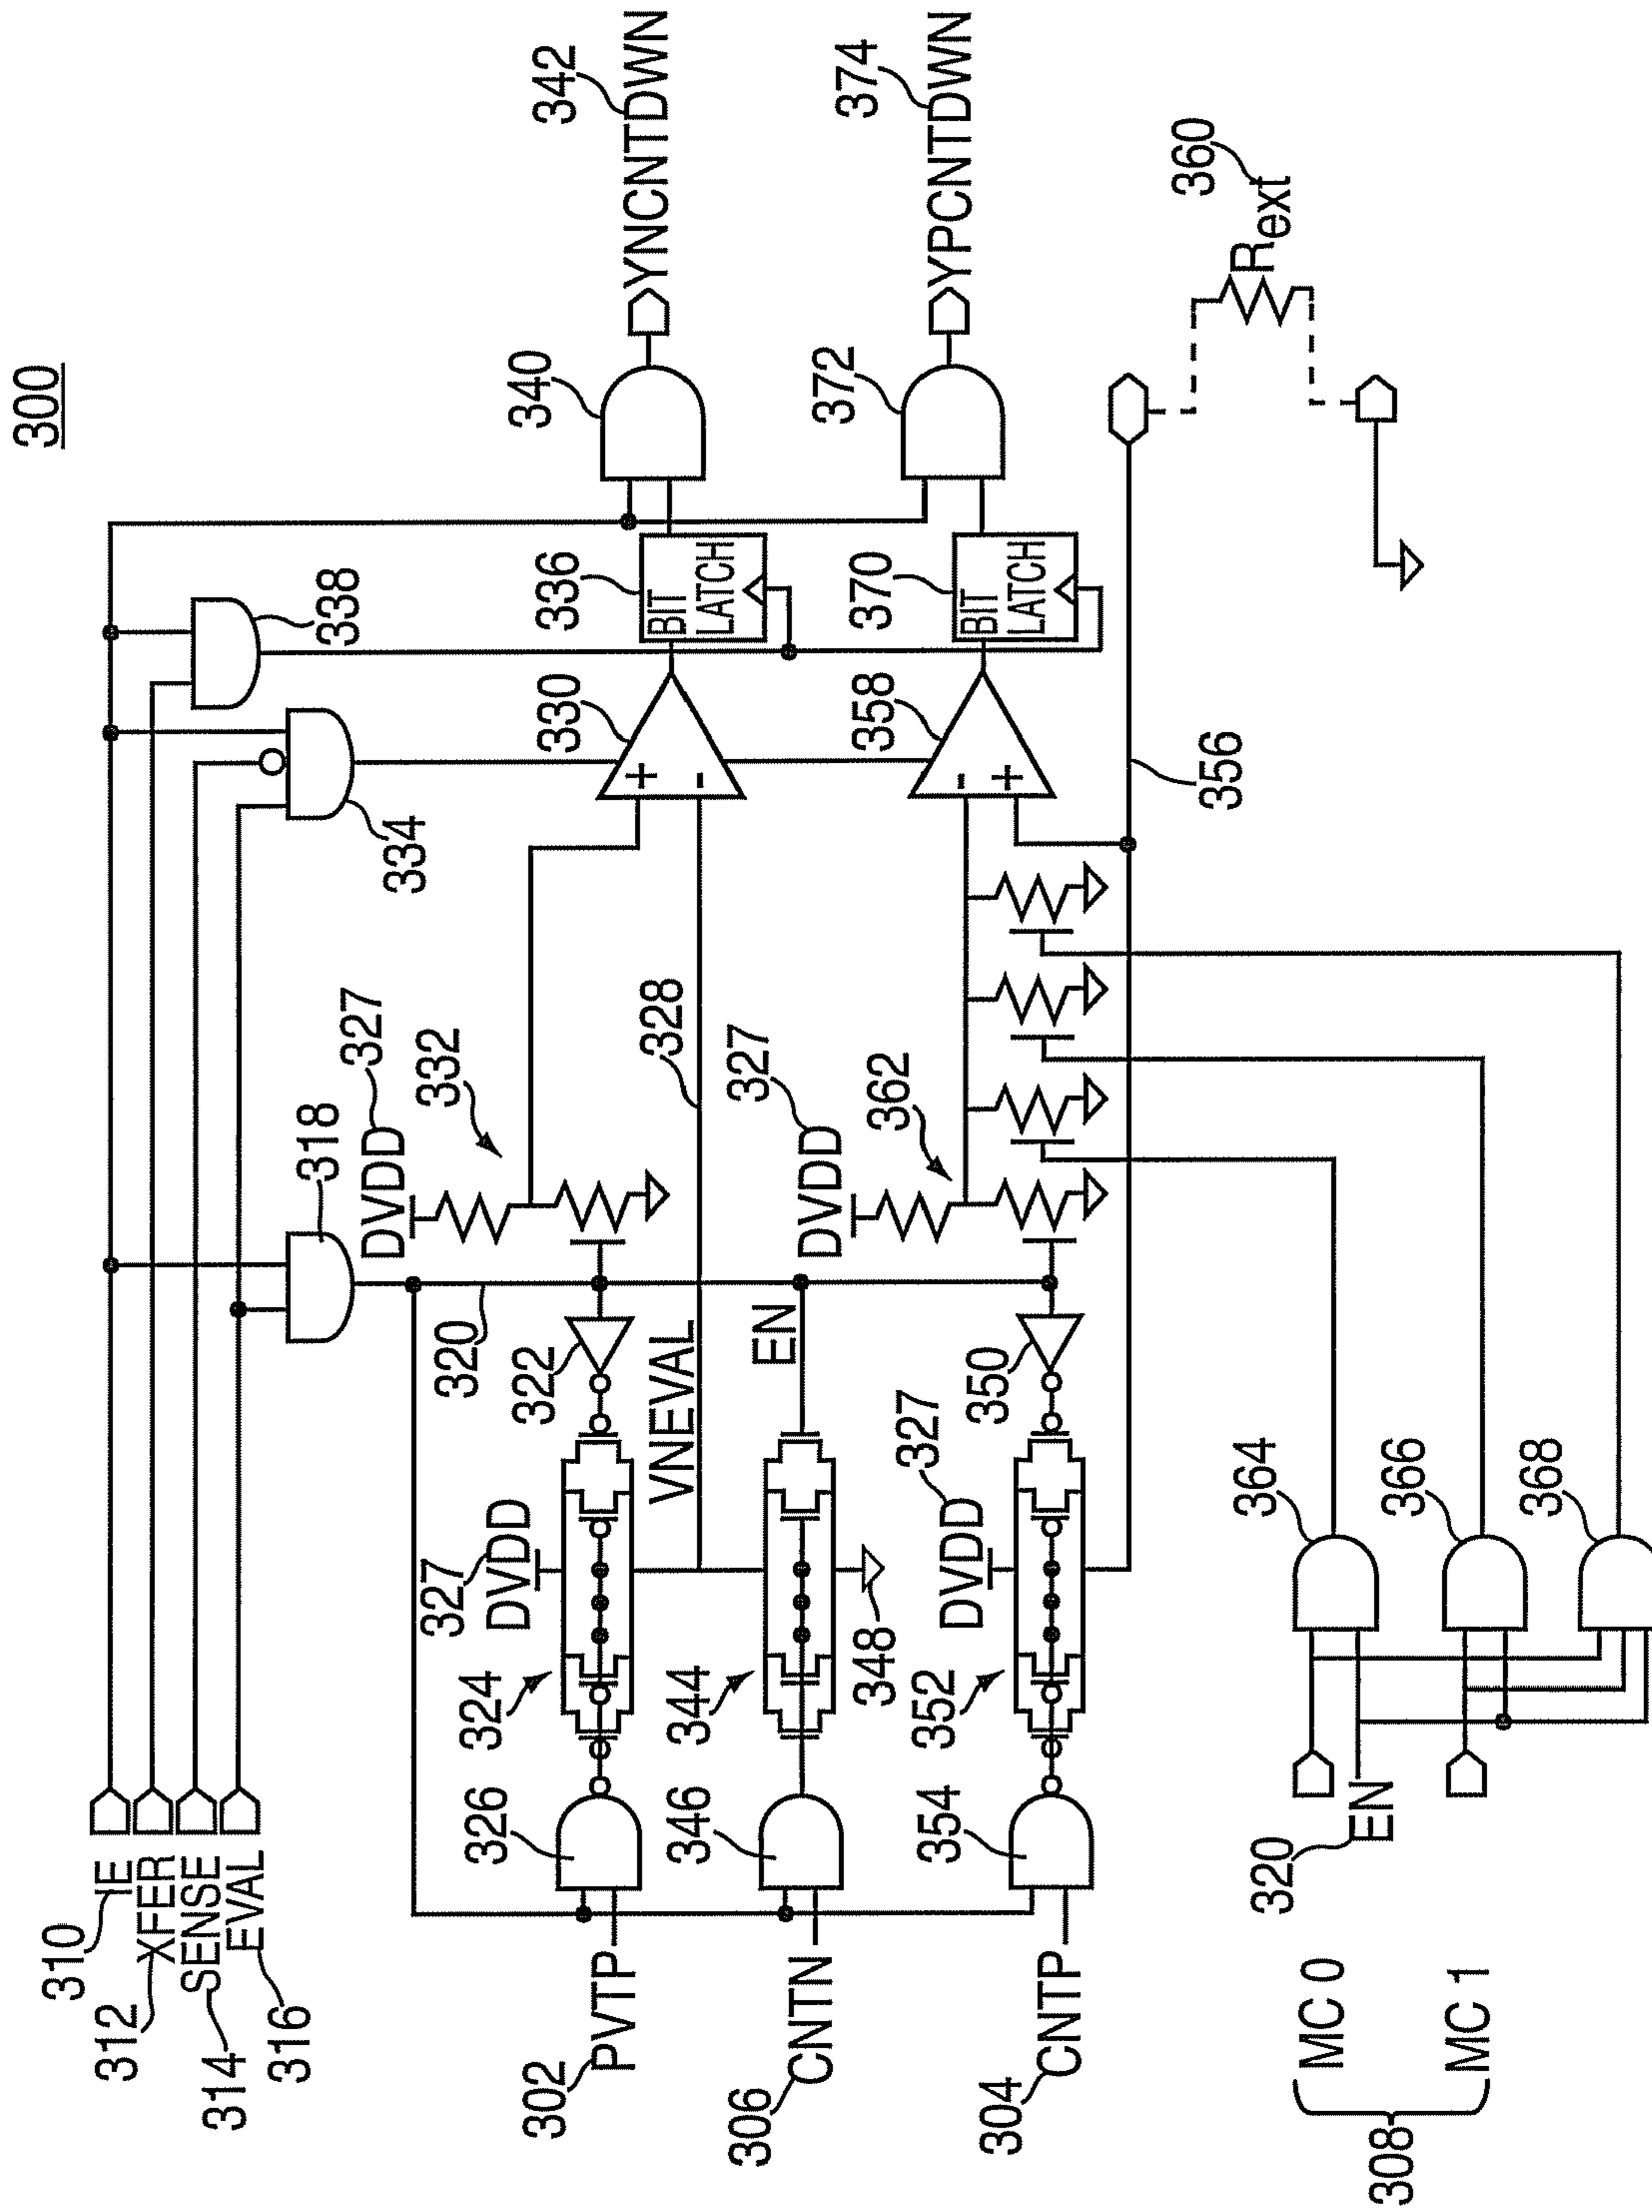 300
310
IE
312
XFER
314
SENSE
316
EVAL
318
334
338
327
DVDD
332
320
322
327
DVDD
324
326
302
PVTP
VNEVAL
328
+
-
330
336
BIT
LATCH
340
342
YNCNTDWN
344
346
306
CNTN
EN
348
327
DVDD
362
350
327
DVDD
352
354
304
CNTP
-
+
358
370
BIT
LATCH
372
374
YPCNTDWN
356
360
Rext
364
366
368
320
EN
308
MC 0
MC 1